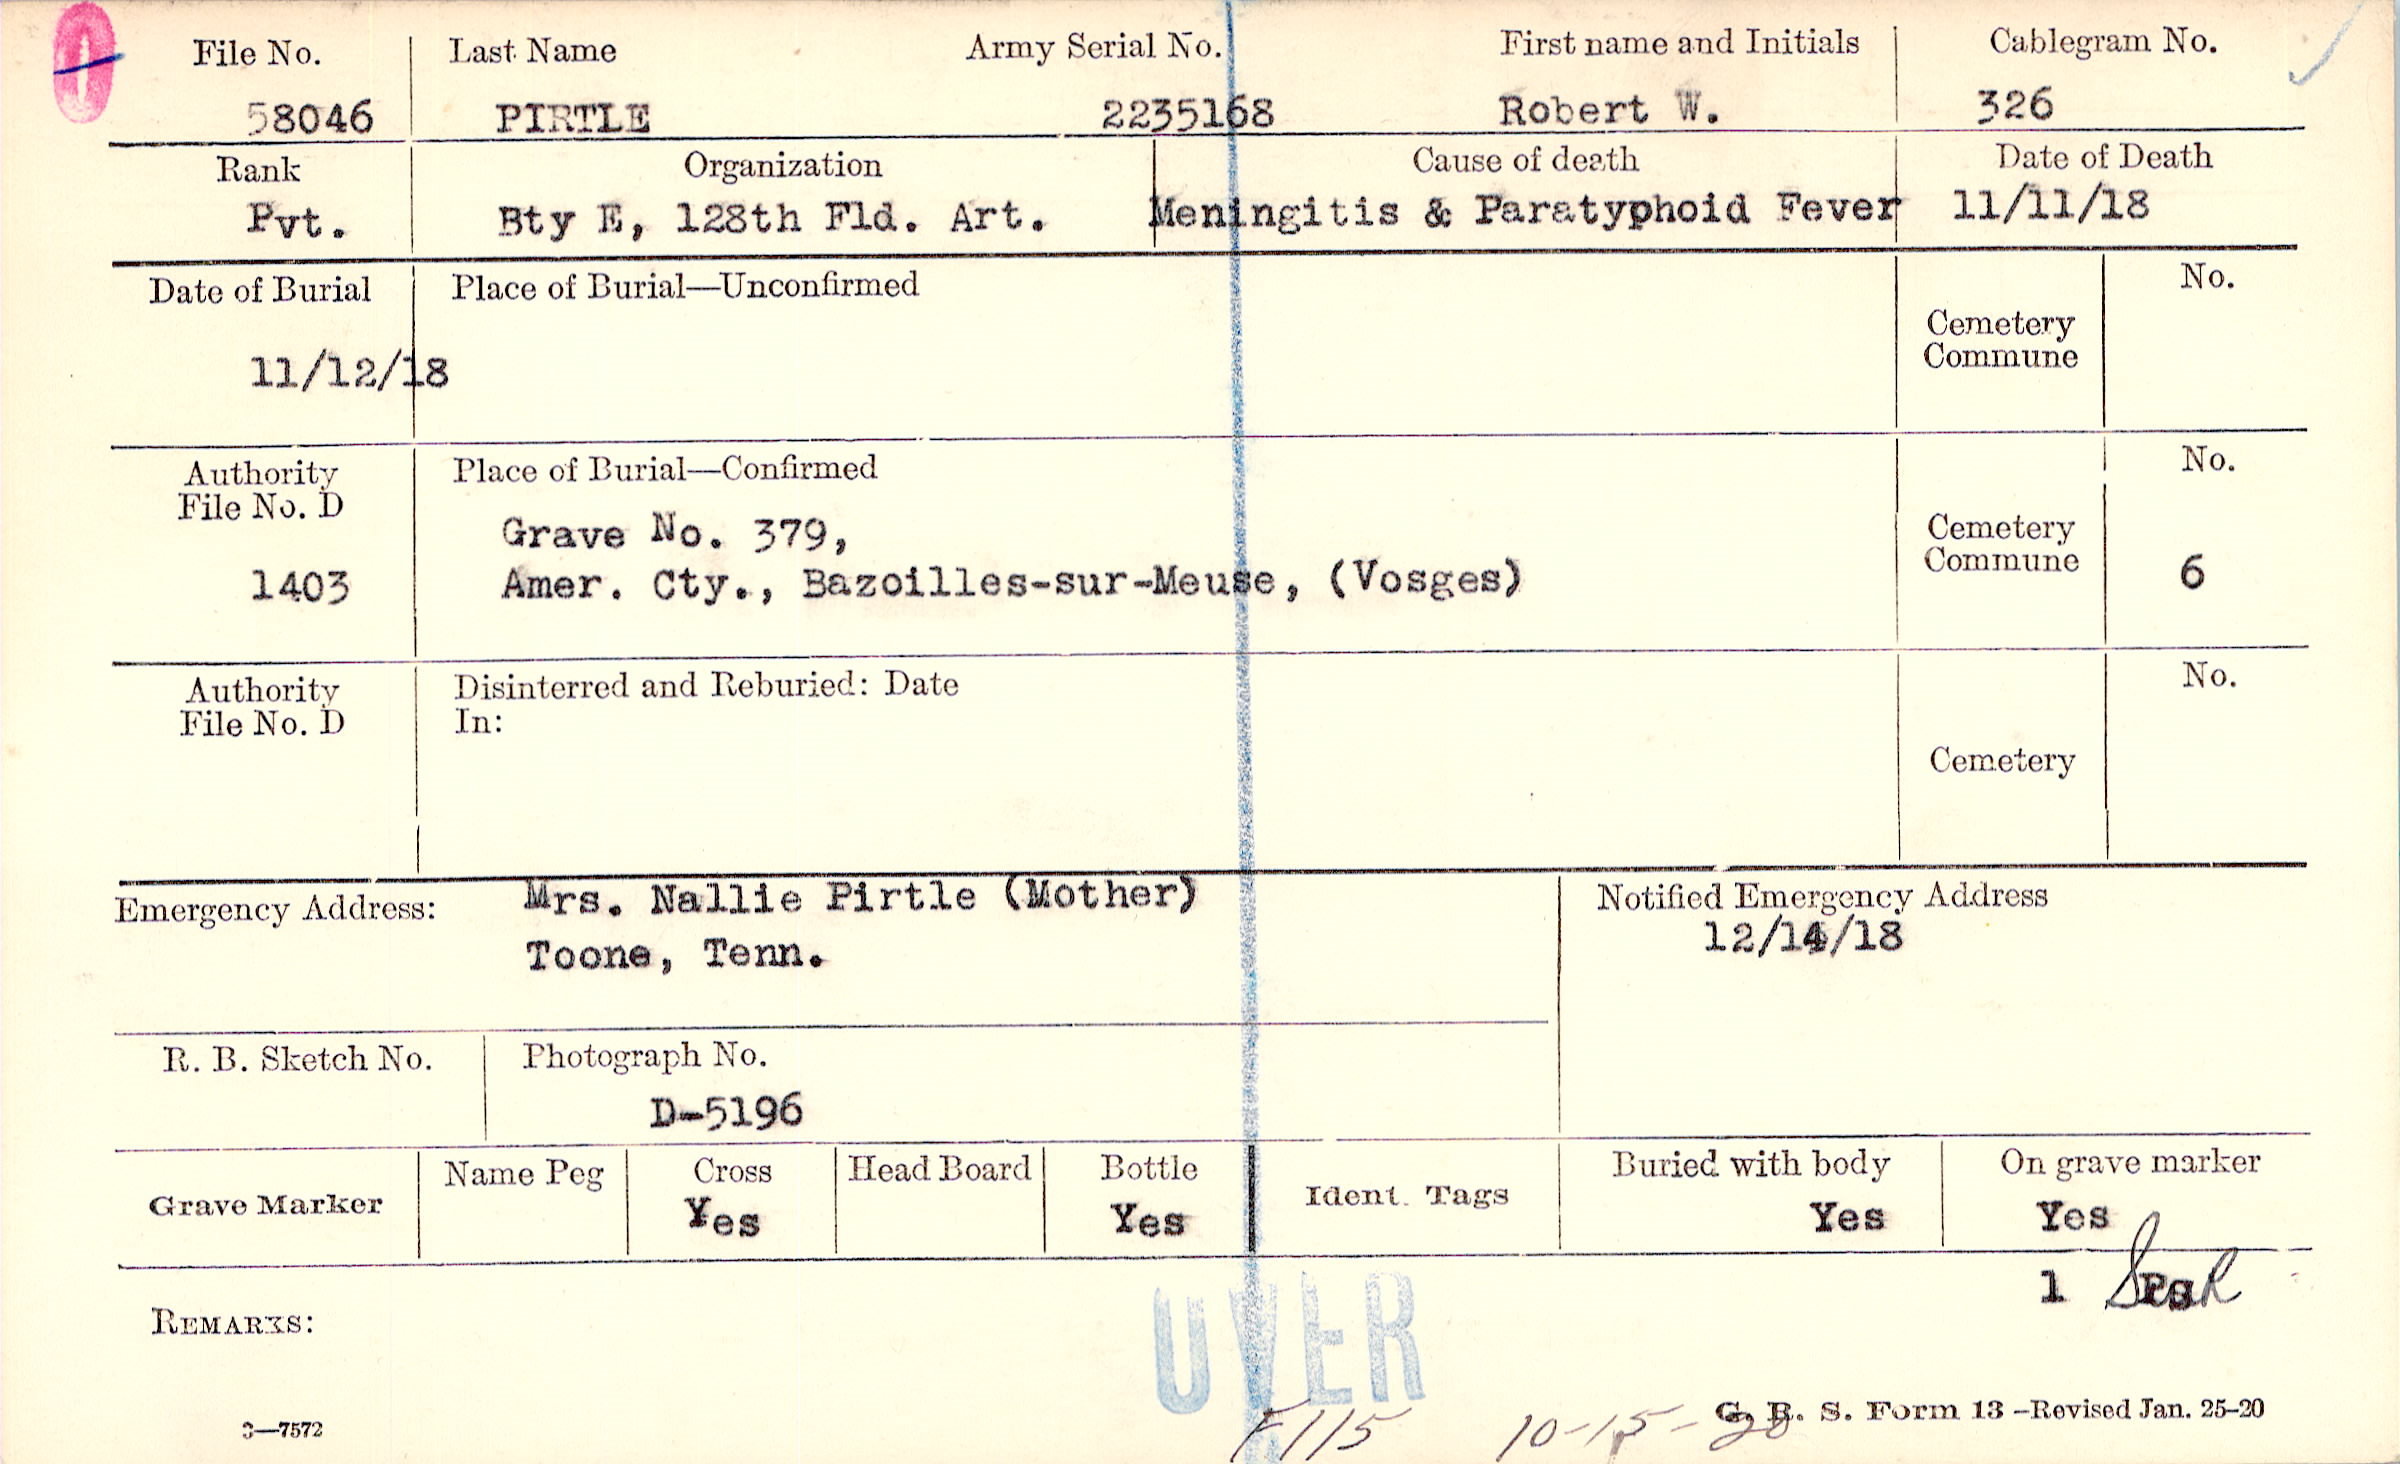 File No. Last Name Army Serial No. First name and Initials Cablegram No.
58046 PIRTLE 2235168 Robert W. 326
Rank Organization Cause of death Date of Death
Pvt. Bty E, 128th Fld. Art. Meningitis & Paratyphoid Fever 11/11/18
Date of Burial Place of Burial—Unconfirmed No.
Cemetery
Commune
11/12/18
Authority Place of Burial—Confirmed No.
File No. D
Grave No. 379, Cemetery
Commune
1403 Amer. Cty., Bazoilles-sur-Meuse, (Vosges) 6
Authority Disinterred and Reburied: Date No.
File No. D In:
Cemetery
Emergency Address: Mrs. Nallie Pirtle (Mother) Notified Emergency Address
Toone, Tenn. 12/14/18
R. B. Sketch No. Photograph No.
D-5196
Grave Marker Name Peg Cross Head Board Bottle Ident. Tags Buried with body On grave marker
Yes Yes Yes Yes
1
REMARKS:
OVER
3—7572 G. R. S. Form 13 –Revised Jan. 25–20
F115 10-15-20